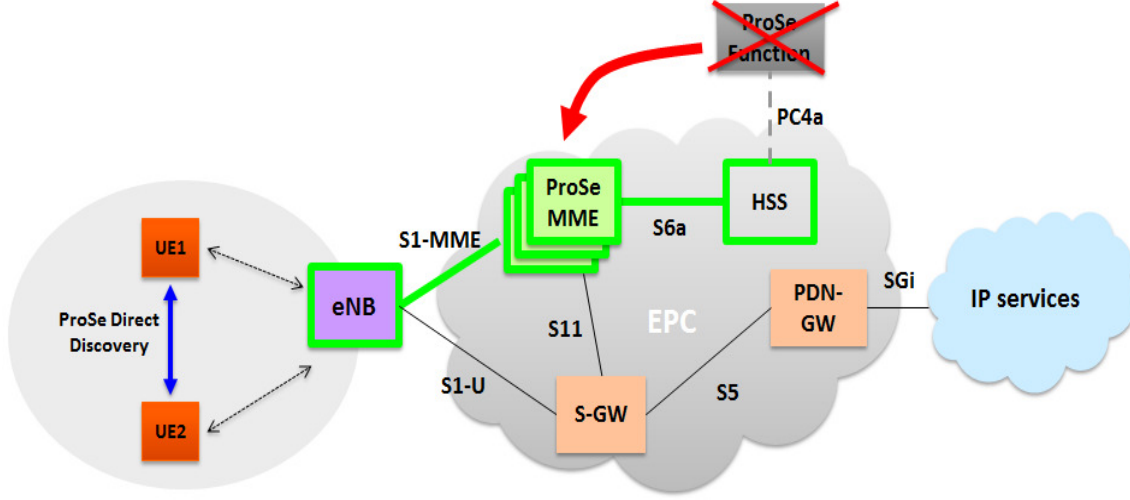 ProSe
Function
PC4a
ProSe
MME
HSS
S6a
S1-MME
UE1
eNB
ProSe Direct
Discovery
UE2
S11
EPC
PDN-
GW
SGi
IP services
S1-U
S-GW
S5